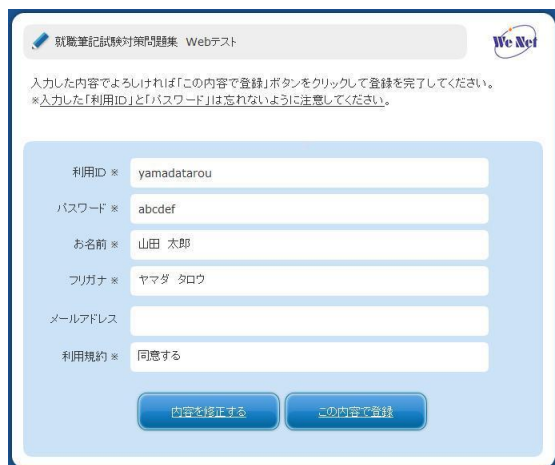 就職筆記試験対策問題集 Webテスト
We Net
入力した内容でよろしければ「この内容で登録」ボタンをクリックして登録を完了してください。
※入力した「利用ID」と「パスワード」は忘れないように注意してください。
利用ID ※ yamadatarou
パスワード ※ abcdef
お名前 ※ 山田 太郎
フリガナ ※ ヤマダ タロウ
メールアドレス
利用規約 ※ 同意する
内容を修正する この内容で登録